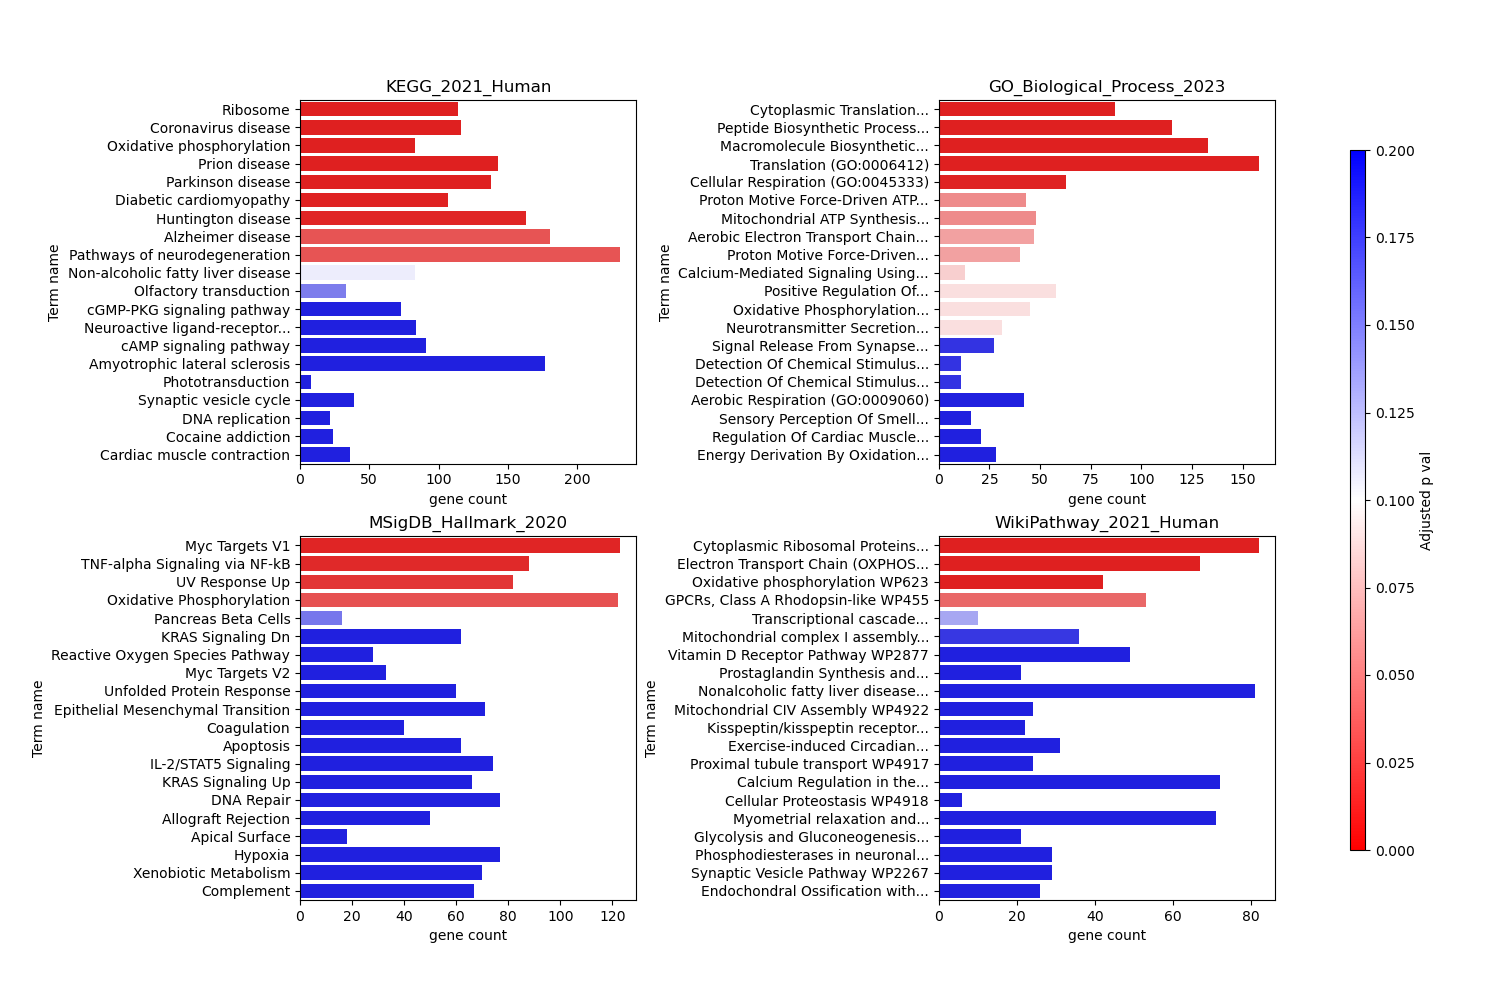 KEGG_2021_Human
Term name
Ribosome
Coronavirus disease
Oxidative phosphorylation
Prion disease
Parkinson disease
Diabetic cardiomyopathy
Huntington disease
Alzheimer disease
Pathways of neurodegeneration
Non-alcoholic fatty liver disease
Olfactory transduction
cGMP-PKG signaling pathway
Neuroactive ligand-receptor...
cAMP signaling pathway
Amyotrophic lateral sclerosis
Phototransduction
Synaptic vesicle cycle
DNA replication
Cocaine addiction
Cardiac muscle contraction
0 50 100 150 200
gene count
GO_Biological_Process_2023
Term name
Cytoplasmic Translation...
Peptide Biosynthetic Process...
Macromolecule Biosynthetic...
Translation (GO:0006412)
Cellular Respiration (GO:0045333)
Proton Motive Force-Driven ATP...
Mitochondrial ATP Synthesis...
Aerobic Electron Transport Chain...
Proton Motive Force-Driven...
Calcium-Mediated Signaling Using...
Positive Regulation Of...
Oxidative Phosphorylation...
Neurotransmitter Secretion...
Signal Release From Synapse...
Detection Of Chemical Stimulus...
Detection Of Chemical Stimulus...
Aerobic Respiration (GO:0009060)
Sensory Perception Of Smell...
Regulation Of Cardiac Muscle...
Energy Derivation By Oxidation...
0 25 50 75 100 125 150
gene count
MSigDB_Hallmark_2020
Term name
Myc Targets V1
TNF-alpha Signaling via NF-kB
UV Response Up
Oxidative Phosphorylation
Pancreas Beta Cells
KRAS Signaling Dn
Reactive Oxygen Species Pathway
Myc Targets V2
Unfolded Protein Response
Epithelial Mesenchymal Transition
Coagulation
Apoptosis
IL-2/STAT5 Signaling
KRAS Signaling Up
DNA Repair
Allograft Rejection
Apical Surface
Hypoxia
Xenobiotic Metabolism
Complement
0 20 40 60 80 100 120
gene count
WikiPathway_2021_Human
Term name
Cytoplasmic Ribosomal Proteins...
Electron Transport Chain (OXPHOS...
Oxidative phosphorylation WP623
GPCRs, Class A Rhodopsin-like WP455
Transcriptional cascade...
Mitochondrial complex I assembly...
Vitamin D Receptor Pathway WP2877
Prostaglandin Synthesis and...
Nonalcoholic fatty liver disease...
Mitochondrial CIV Assembly WP4922
Kisspeptin/kisspeptin receptor...
Exercise-induced Circadian...
Proximal tubule transport WP4917
Calcium Regulation in the...
Cellular Proteostasis WP4918
Myometrial relaxation and...
Glycolysis and Gluconeogenesis...
Phosphodiesterases in neuronal...
Synaptic Vesicle Pathway WP2267
Endochondral Ossification with...
0 20 40 60 80
gene count
0.200
0.175
0.150
0.125
0.100
0.075
0.050
0.025
0.000
Adjusted p val